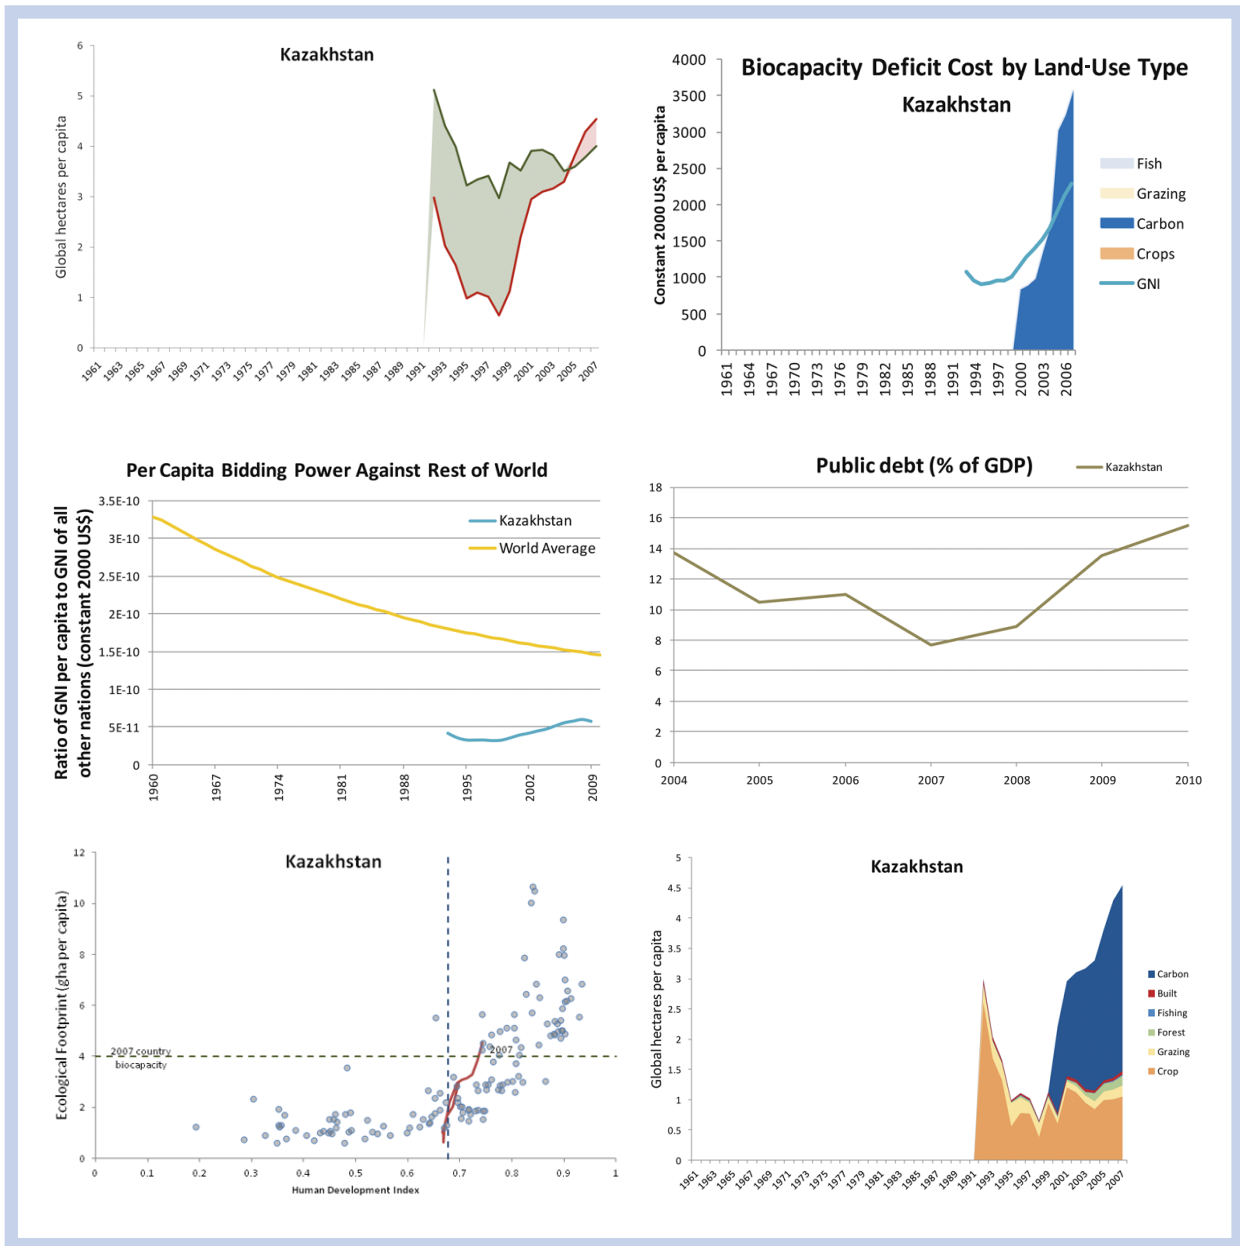 Kazakhstan
Global hectares per capita
6
5
4
3
2
1
0
1961 1963 1965 1967 1969 1971 1973 1975 1977 1979 1981 1983 1985 1987 1989 1991 1993 1995 1997 1999 2001 2003 2005 2007
Biocapacity Deficit Cost by Land-Use Type
Kazakhstan
Constant 2000 US$ per capita
4000
3500
3000
2500
2000
1500
1000
500
0
1961 1964 1967 1970 1973 1976 1979 1982 1985 1988 1991 1994 1997 2000 2003 2006
Fish
Grazing
Carbon
Crops
GNI
Per Capita Bidding Power Against Rest of World
Ratio of GNI per capita to GNI of all
other nations (constant 2000 US$)
3.5E-10
3E-10
2.5E-10
2E-10
1.5E-10
1E-10
5E-11
0
1960 1967 1974 1981 1988 1995 2002 2009
Kazakhstan
World Average
Public debt (% of GDP)
Kazakhstan
18
16
14
12
10
8
6
4
2
0
2004 2005 2006 2007 2008 2009 2010
Kazakhstan
Ecological Footprint (gha per capita)
12
10
8
6
4
2
0
2007 country
biocapacity
2007
0 0.1 0.2 0.3 0.4 0.5 0.6 0.7 0.8 0.9 1
Human Development Index
Kazakhstan
Global hectares per capita
5
4.5
4
3.5
3
2.5
2
1.5
1
0.5
0
1961 1963 1965 1967 1969 1971 1973 1975 1977 1979 1981 1983 1985 1987 1989 1991 1993 1995 1997 1999 2001 2003 2005 2007
Carbon
Built
Fishing
Forest
Grazing
Crop